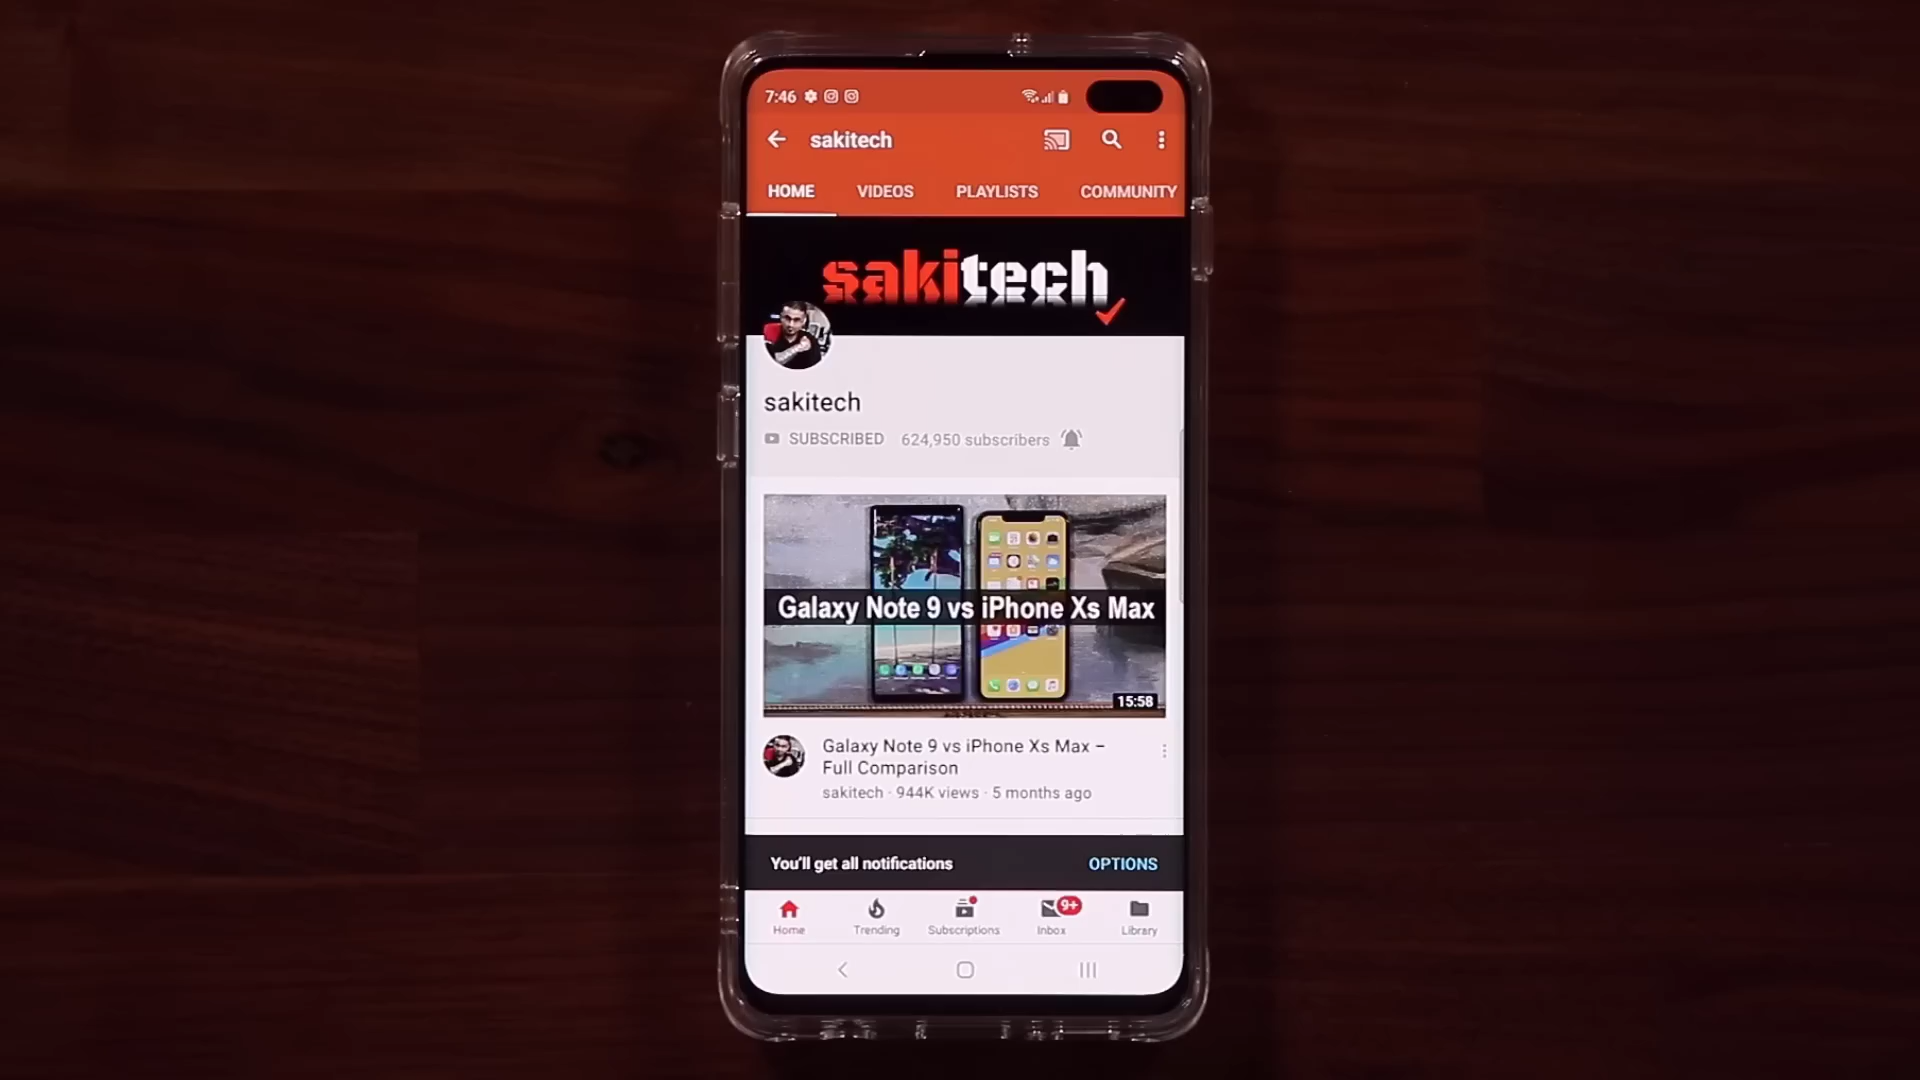 7:46
sakitech
HOME VIDEOS PLAYLISTS COMMUNITY
sakitech
sakitech
SUBSCRIBED 624,950 subscribers
Galaxy Note 9 vs iPhone Xs Max
15:58
Galaxy Note 9 vs iPhone Xs Max –
Full Comparison
sakitech · 944K views · 5 months ago
You'll get all notifications OPTIONS
9+
Home Trending Subscriptions Inbox Library